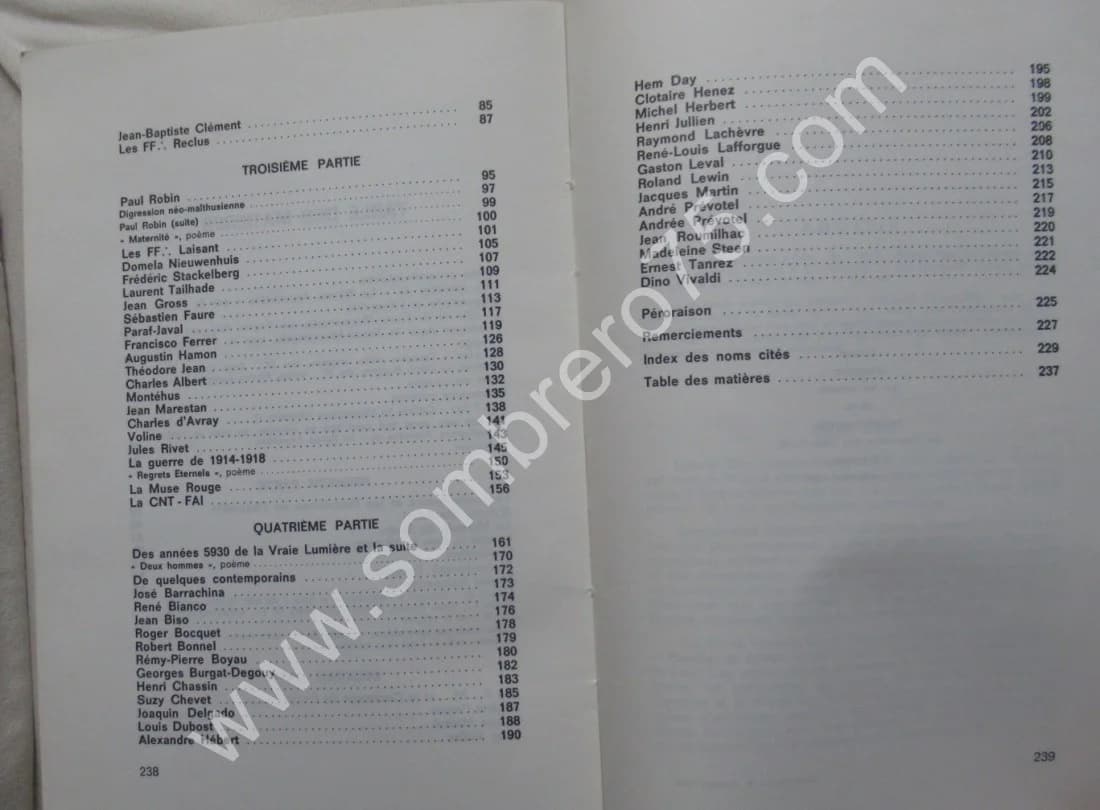 Jean-Baptiste Clément 85
Les FF∴ Reclus 87
TROISIÈME PARTIE
Paul Robin 95
Digression néo-malthusienne 97
Paul Robin (suite) 99
« Maternité », poème 100
Les FF∴ Laisant 101
Domela Nieuwenhuis 105
Frédéric Stackelberg 107
Laurent Tailhade 109
Jean Gross 111
Sébastien Faure 113
Paraf-Javal 117
Francisco Ferrer 119
Augustin Hamon 126
Théodore Jean 128
Charles Albert 130
Montéhus 132
Jean Marestan 135
Charles d'Avray 138
Voline 141
Jules Rivet 143
La guerre de 1914-1918 145
« Regrets Eternels », poème 150
La Muse Rouge 153
La CNT-FAI 156
QUATRIÈME PARTIE
Des années 5930 de la Vraie Lumière et la suite 161
« Deux hommes », poème 170
De quelques contemporains 172
José Barrachina 173
René Bianco 174
Jean Biso 176
Roger Bocquet 178
Robert Bonnel 179
Rémy-Pierre Boyau 180
Georges Burgat-Degouy 182
Henri Chassin 183
Suzy Chevet 185
Joaquin Delgado 187
Louis Dubost 188
Alexandre Hébert 190
238
Hem Day 195
Clotaire Henez 198
Michel Herbert 199
Henri Jullien 202
Raymond Lachèvre 206
René-Louis Lafforgue 208
Gaston Leval 210
Roland Lewin 213
Jacques Martin 215
André Prévotel 217
Andrée Prévotel 219
Jean Roumilhac 220
Madeleine Steen 221
Ernest Tanrez 222
Dino Vivaldi 224
Péroraison 225
Remerciements 227
Index des noms cités 229
Table des matières 237
239
www.sombrero75.com